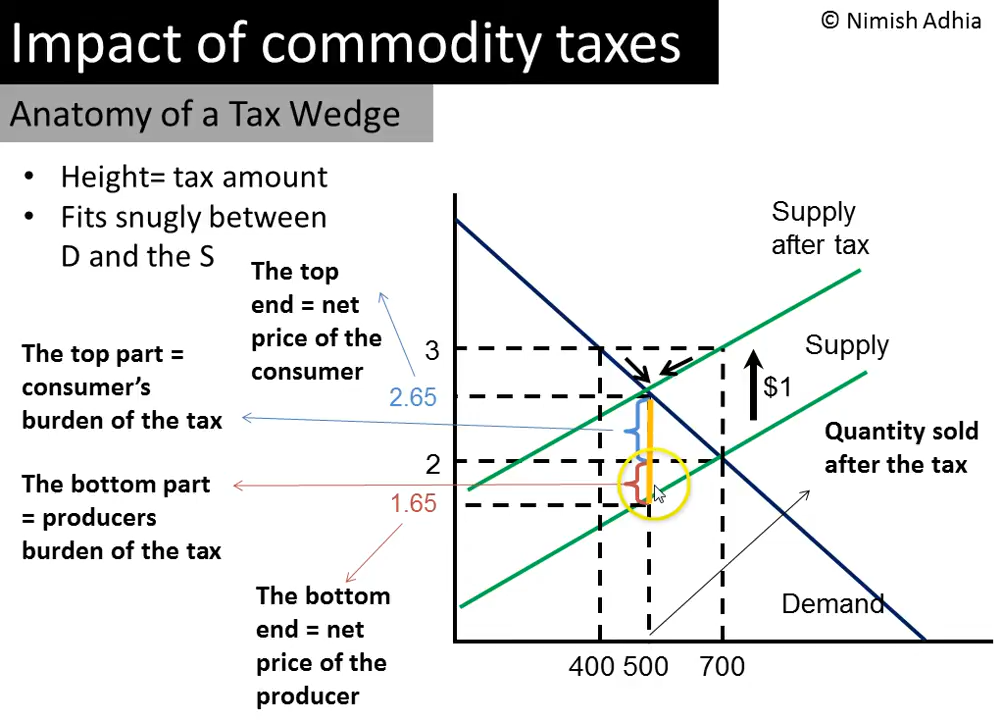 Impact of commodity taxes
© Nimish Adhia
Anatomy of a Tax Wedge
• Height= tax amount
• Fits snugly between
D and the S
The top
end = net
price of the
consumer
The top part =
consumer’s
burden of the tax
The bottom part
= producers
burden of the tax
The bottom
end = net
price of the
producer
3
2.65
2
1.65
Supply
after tax
Supply
$1
Quantity sold
after the tax
Demand
400 500 700